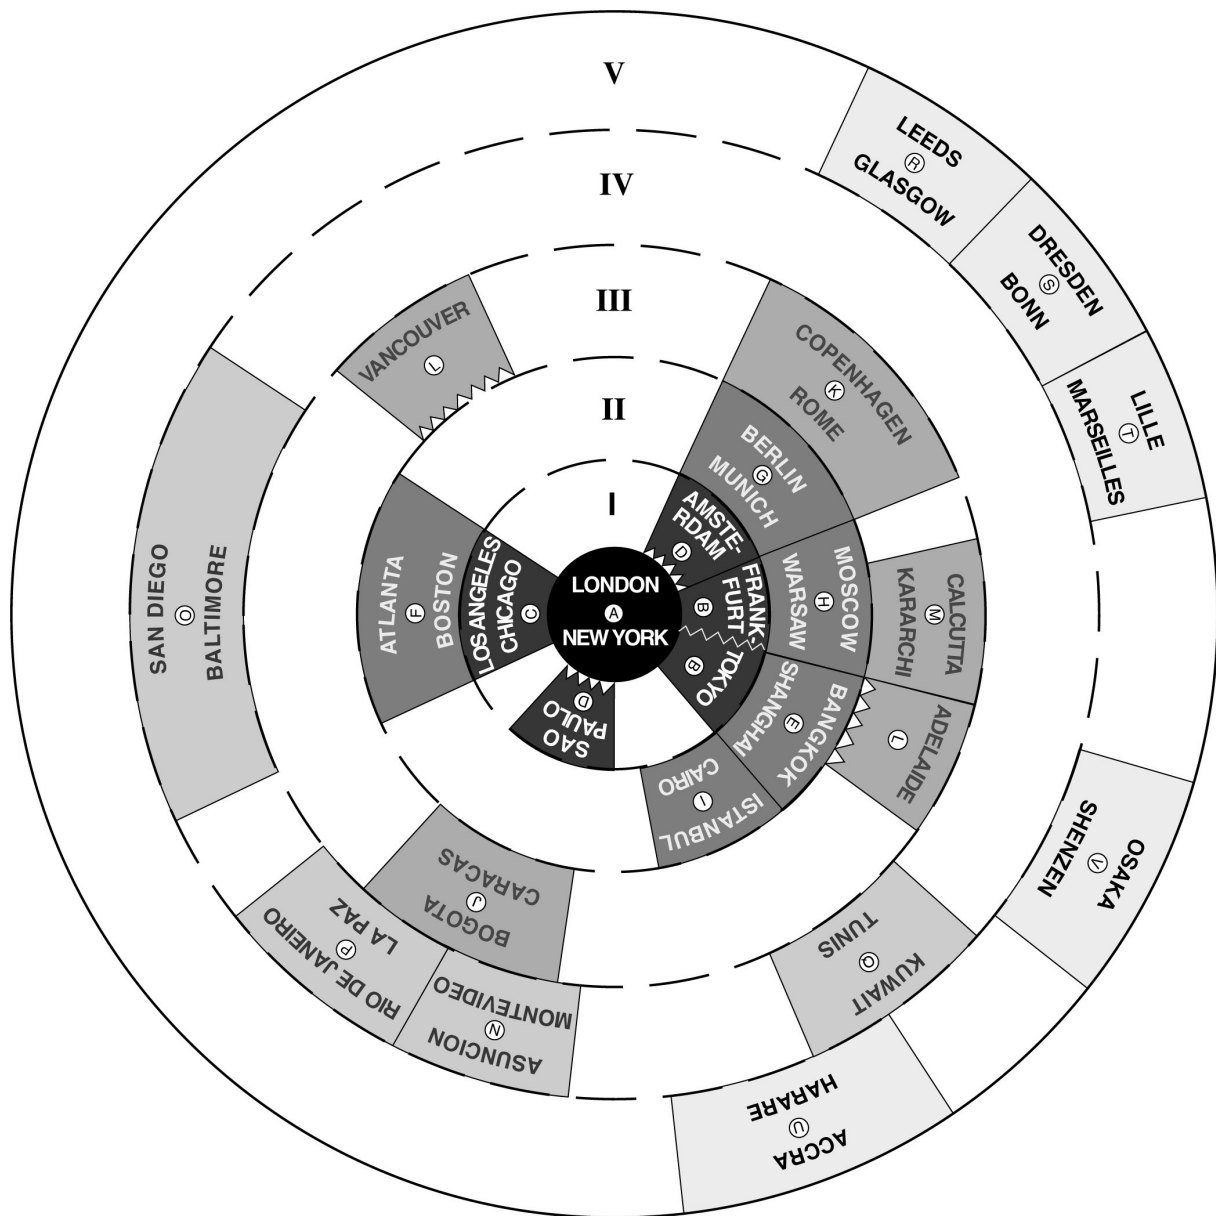 V
IV
III
II
I
LONDON
A
NEW YORK
AMSTE-
RDAM
D
FRANK-
FURT
B
TOKYO
B
SAO
PAULO
D
LOS ANGELES
CHICAGO
C
BERLIN
G
MUNICH
MOSCOW
H
WARSAW
BANGKOK
E
SHANGHAI
CAIRO
I
ISTANBUL
ATLANTA
F
BOSTON
VANCOUVER
L
COPENHAGEN
K
ROME
CALCUTTA
M
KARARCHI
ADELAIDE
L
CARACAS
J
BOGOTA
SAN DIEGO
O
BALTIMORE
LA PAZ
P
RIO DE JANEIRO
MONTEVIDEO
N
ASUNCION
TUNIS
Q
KUWAIT
LEEDS
R
GLASGOW
DRESDEN
S
BONN
LILLE
T
MARSEILLES
OSAKA
V
SHENZEN
HARARE
U
ACCRA